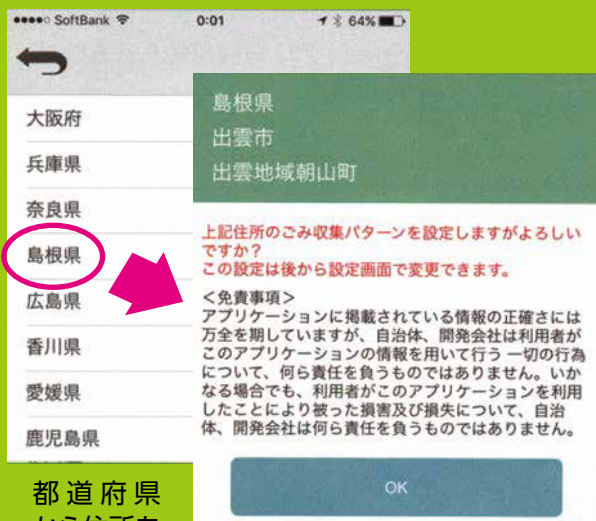 SoftBank 0:01 64%
大阪府
兵庫県
奈良県
島根県
広島県
香川県
愛媛県
鹿児島県
島根県
出雲市
出雲地域朝山町
上記住所のごみ収集パターンを設定しますがよろしい
ですか？
この設定は後から設定画面で変更できます。
＜免責事項＞
アプリケーションに掲載されている情報の正確さには
万全を期していますが、自治体、開発会社は利用者が
このアプリケーションの情報を用いて行う一切の行為
について、何ら責任を負うものではありません。いか
なる場合でも、利用者がこのアプリケーションを利用
したことにより被った損害及び損失について、自治
体、開発会社は何ら責任を負うものではありません。
OK
都道府県
から住所を